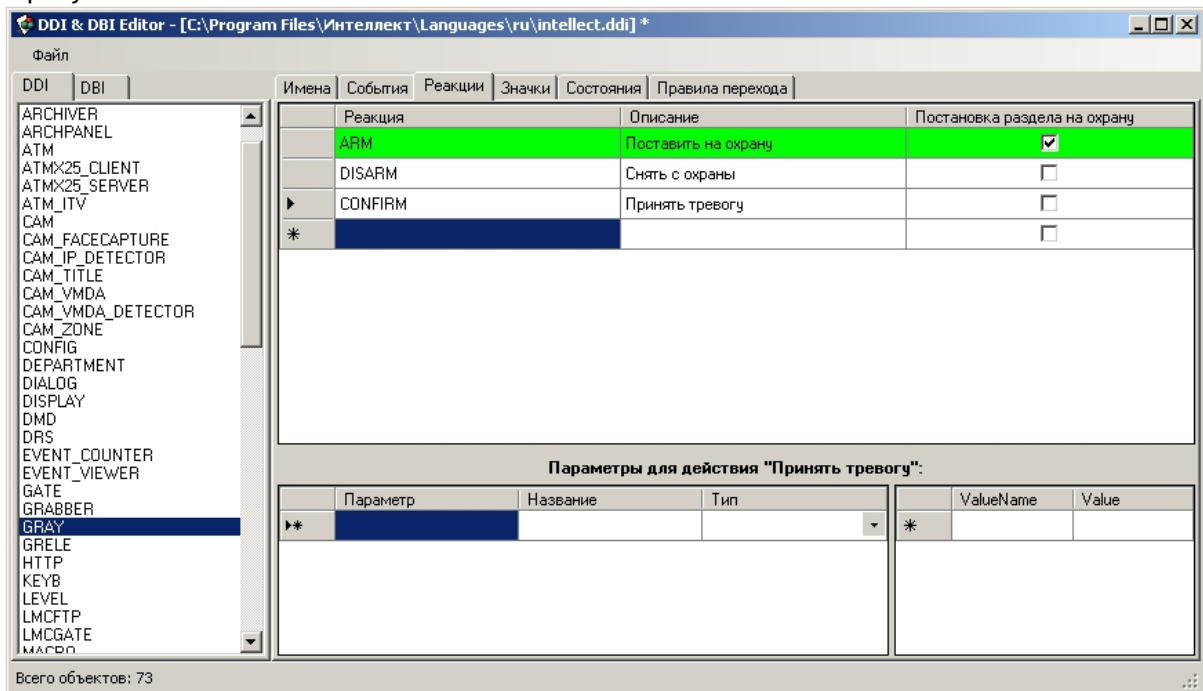 DDI & DBI Editor - [C:\Program Files\Интеллект\Languages\ru\intellect.ddi] *
Файл
DDI DBI
Имена События Реакции Значки Состояния Правила перехода
ARCHIVER
ARCHPANEL
ATM
ATMX25_CLIENT
ATMX25_SERVER
ATM_ITV
CAM
CAM_FACECAPTURE
CAM_IP_DETECTOR
CAM_TITLE
CAM_VMDA
CAM_VMDA_DETECTOR
CAM_ZONE
CONFIG
DEPARTMENT
DIALOG
DISPLAY
DMD
DRS
EVENT_COUNTER
EVENT_VIEWER
GATE
GRABBER
GRAY
GRELE
HTTP
KEYB
LEVEL
LMCFTP
LMCGATE
MACRO
Реакция Описание Постановка раздела на охрану
ARM Поставить на охрану
DISARM Снять с охраны
CONFIRM Принять тревогу
Параметры для действия "Принять тревогу":
Параметр Название Тип
ValueName Value
Всего объектов: 73